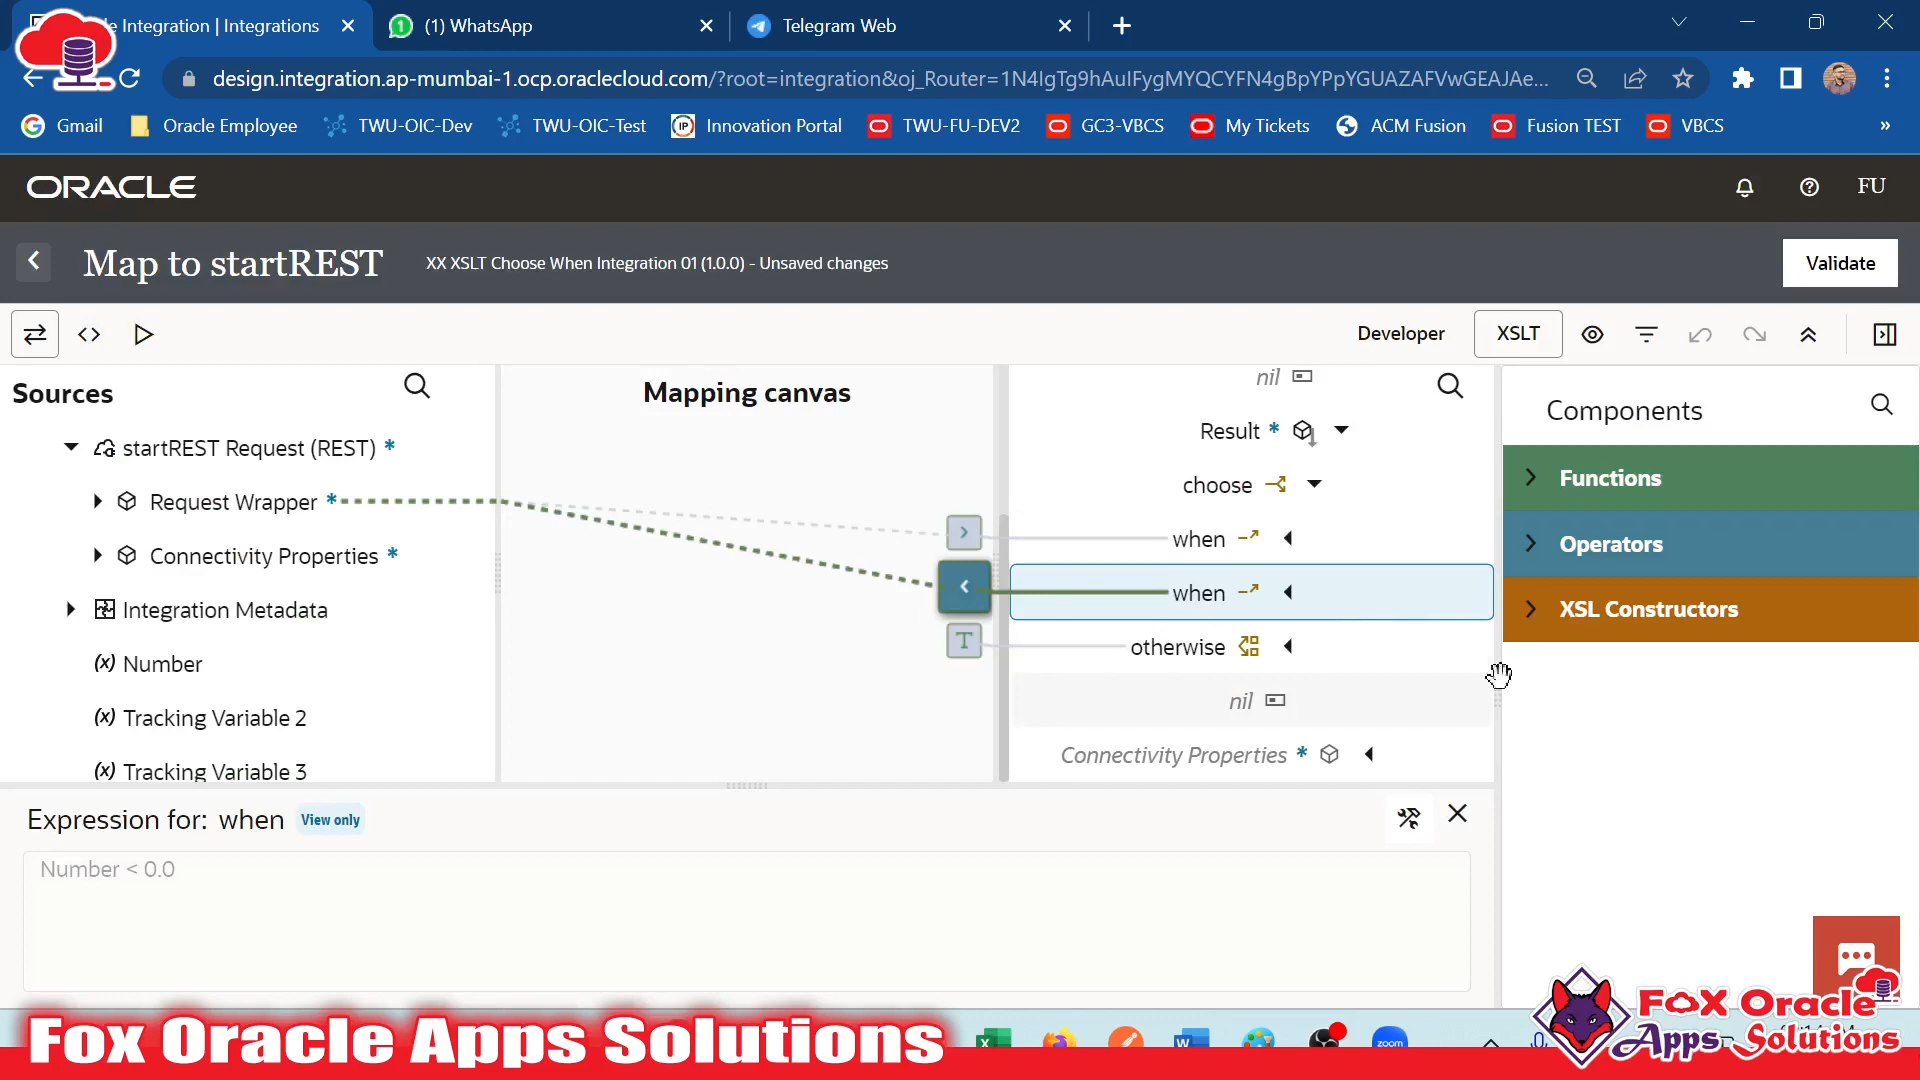 le Integration | Integrations
(1) WhatsApp
Telegram Web
design.integration.ap-mumbai-1.ocp.oraclecloud.com/?root=integration&oj_Router=1N4IgTg9hAuIFygMYQCYFN4gBpYPpYGUAZAFVwGEAJAe...
Gmail
Oracle Employee
TWU-OIC-Dev
TWU-OIC-Test
IP
Innovation Portal
TWU-FU-DEV2
GC3-VBCS
My Tickets
ACM Fusion
Fusion TEST
VBCS
»
ORACLE
FU
Map to startREST
XX XSLT Choose When Integration 01 (1.0.0) - Unsaved changes
Validate
Developer
XSLT
Sources
Mapping canvas
nil
Components
startREST Request (REST) *
Result *
Functions
Request Wrapper *
choose
when
Operators
Connectivity Properties *
when
Integration Metadata
XSL Constructors
T
otherwise
(x) Number
nil
(x) Tracking Variable 2
Connectivity Properties *
(x) Tracking Variable 3
Expression for: when
View only
Number < 0.0
Fox Oracle Apps Solutions
zoom
Fox Oracle
Apps Solutions